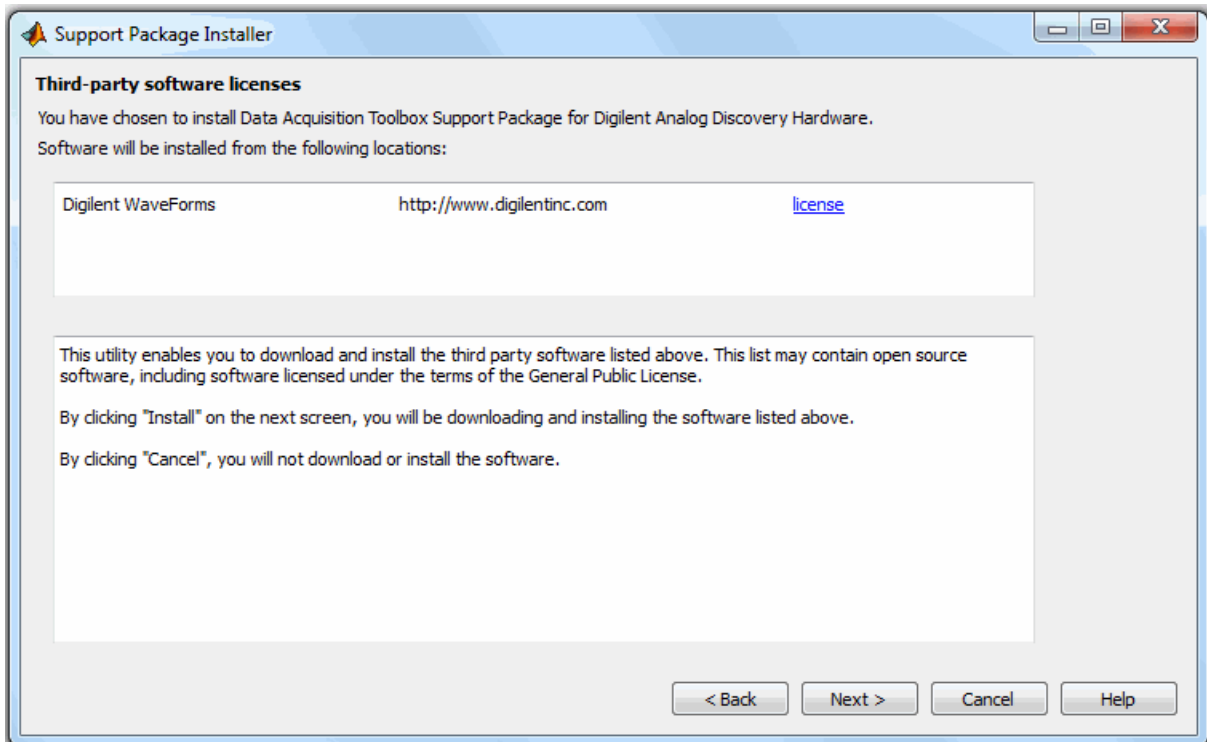 Support Package Installer
Third-party software licenses
You have chosen to install Data Acquisition Toolbox Support Package for Digilent Analog Discovery Hardware.
Software will be installed from the following locations:
Digilent WaveForms http://www.digilentinc.com license
This utility enables you to download and install the third party software listed above. This list may contain open source
software, including software licensed under the terms of the General Public License.
By clicking "Install" on the next screen, you will be downloading and installing the software listed above.
By clicking "Cancel", you will not download or install the software.
< Back Next > Cancel Help